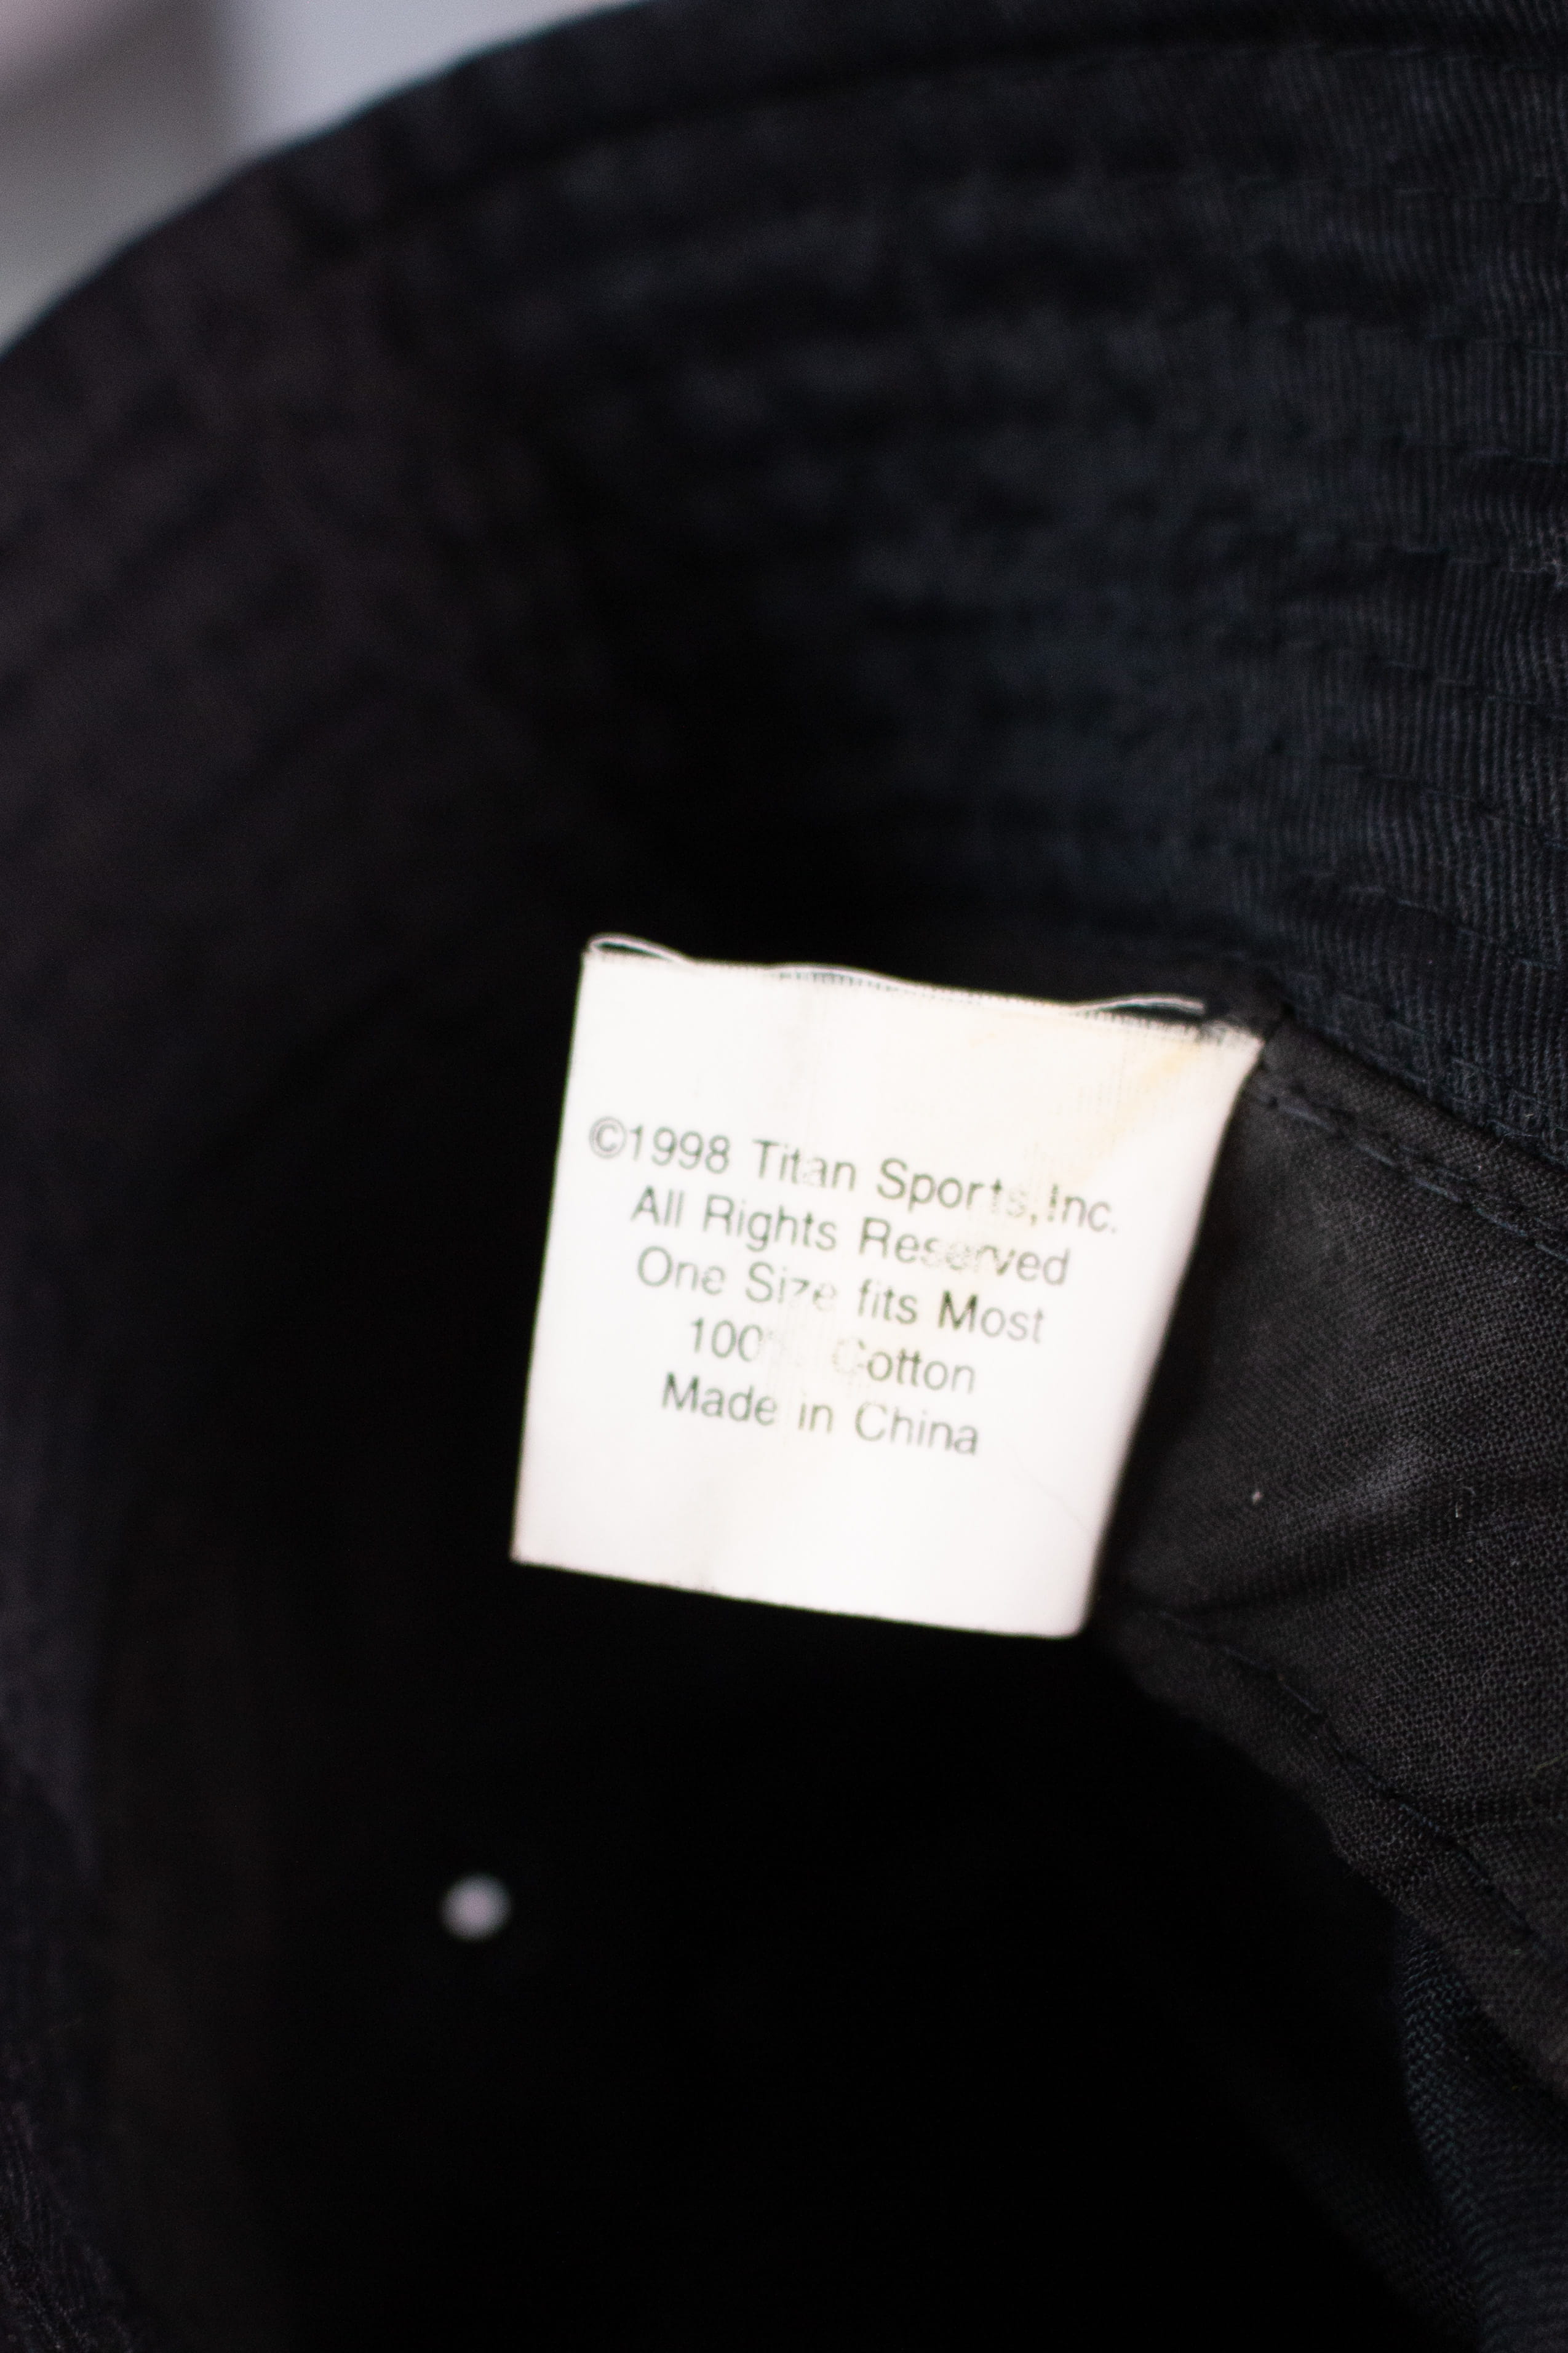 ©1998 Titan Sports,Inc.
All Rights Reserved
One Size fits Most
100% Cotton
Made in China